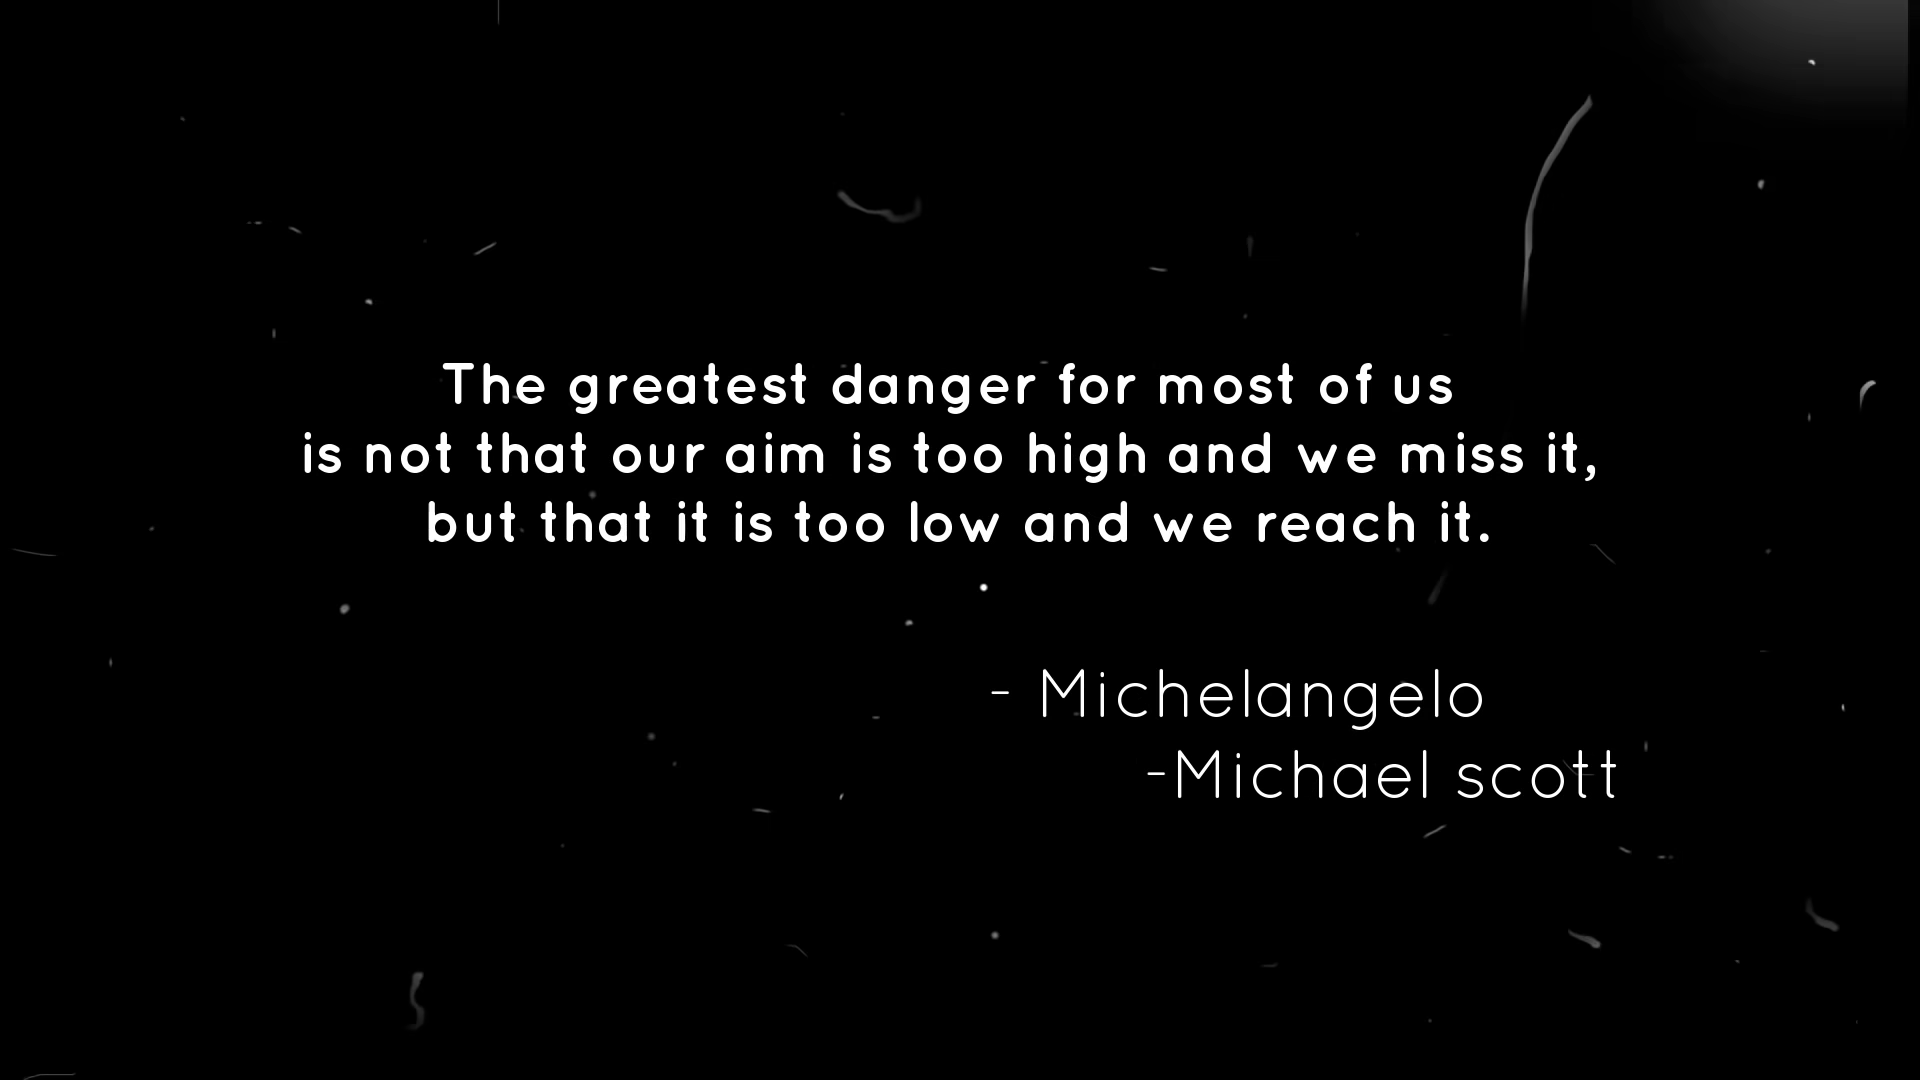 The greatest danger for most of us
is not that our aim is too high and we miss it,
but that it is too low and we reach it.
- Michelangelo
-Michael scott